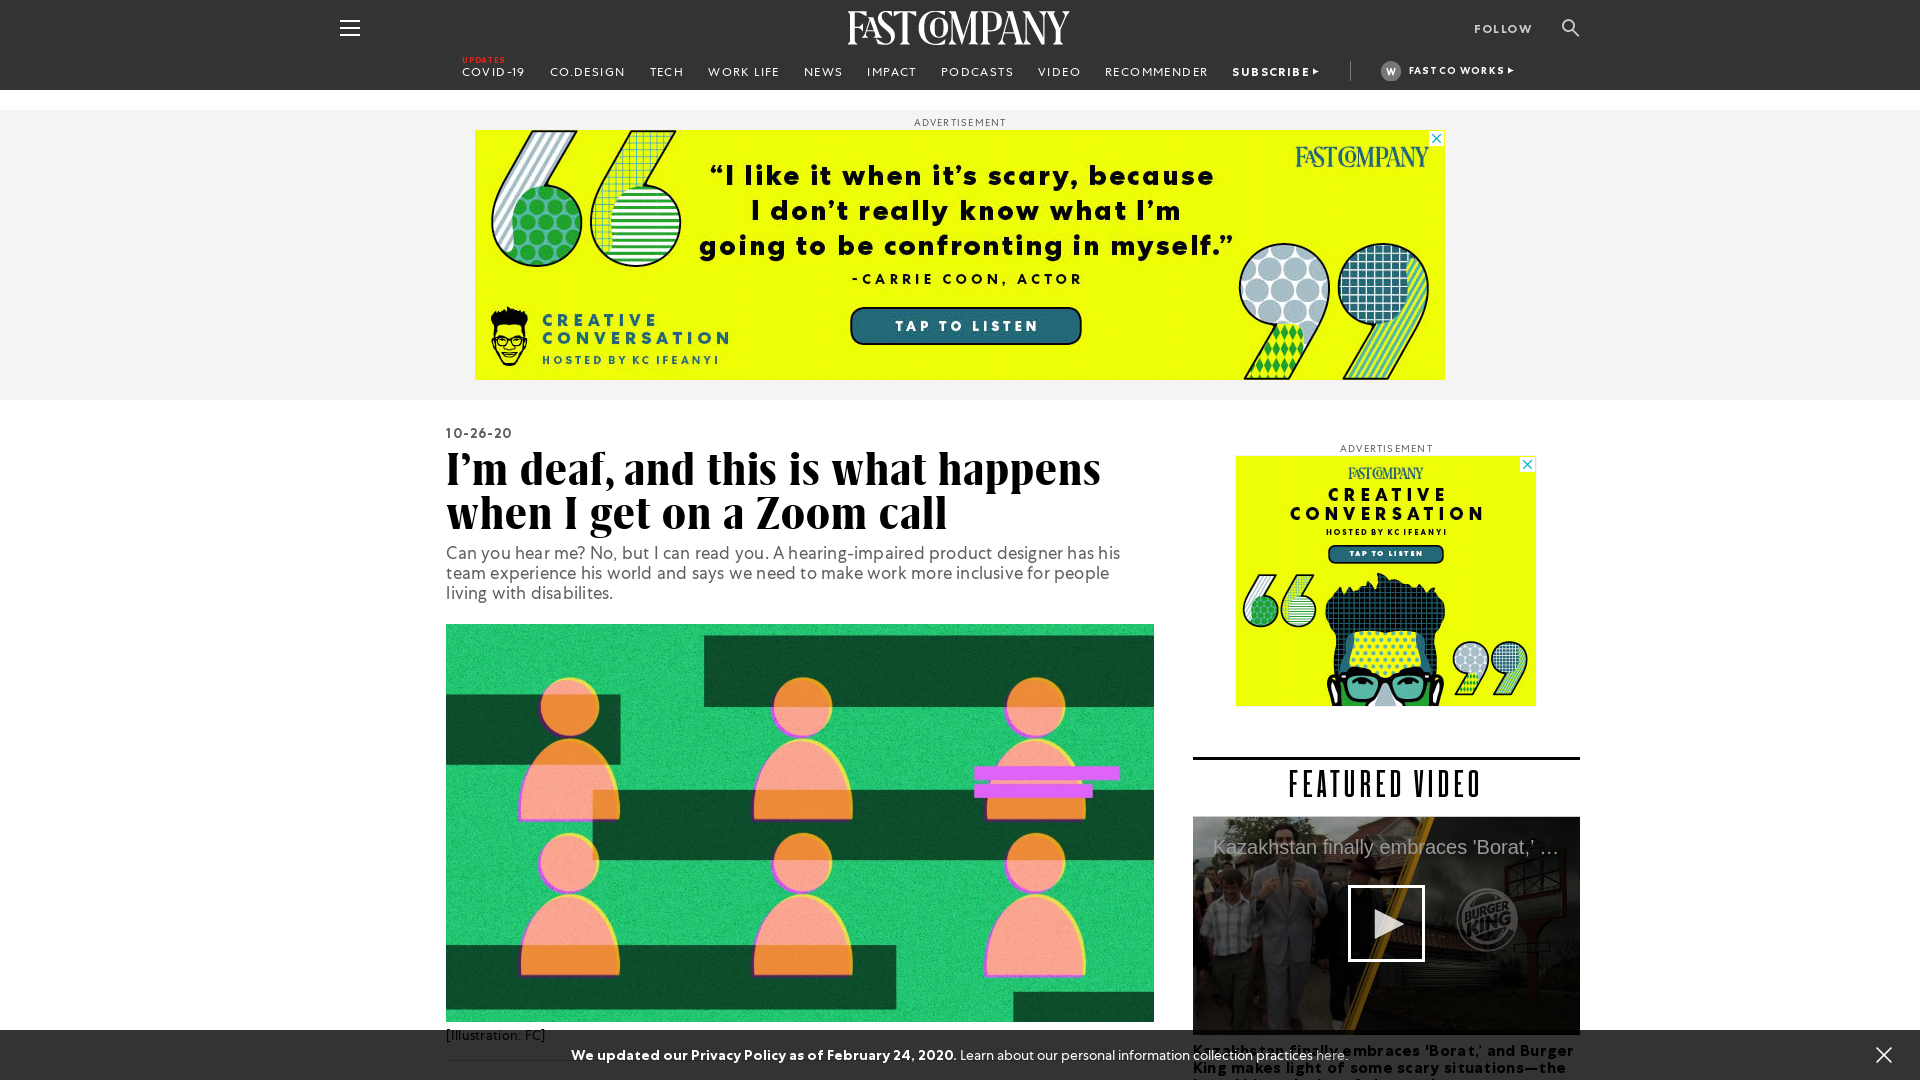 FAST COMPANY
FOLLOW
UPDATES
COVID-19
CO.DESIGN
TECH
WORK LIFE
NEWS
IMPACT
PODCASTS
VIDEO
RECOMMENDER
SUBSCRIBE
W
FASTCO WORKS
ADVERTISEMENT
FAST COMPANY
“I like it when it’s scary, because
I don’t really know what I’m
going to be confronting in myself.”
-CARRIE COON, ACTOR
TAP TO LISTEN
CREATIVE
CONVERSATION
HOSTED BY KC IFEANYI
10-26-20
I’m deaf, and this is what happens
when I get on a Zoom call
Can you hear me? No, but I can read you. A hearing-impaired product designer has his
team experience his world and says we need to make work more inclusive for people
living with disabilites.
[Illustration: FC]
ADVERTISEMENT
FAST COMPANY
CREATIVE
CONVERSATION
HOSTED BY KC IFEANYI
TAP TO LISTEN
FEATURED VIDEO
Kazakhstan finally embraces 'Borat,’ …
BURGER
KING
Kazakhstan finally embraces 'Borat,’ and Burger
King makes light of some scary situations—the
We updated our Privacy Policy as of February 24, 2020. Learn about our personal information collection practices here.